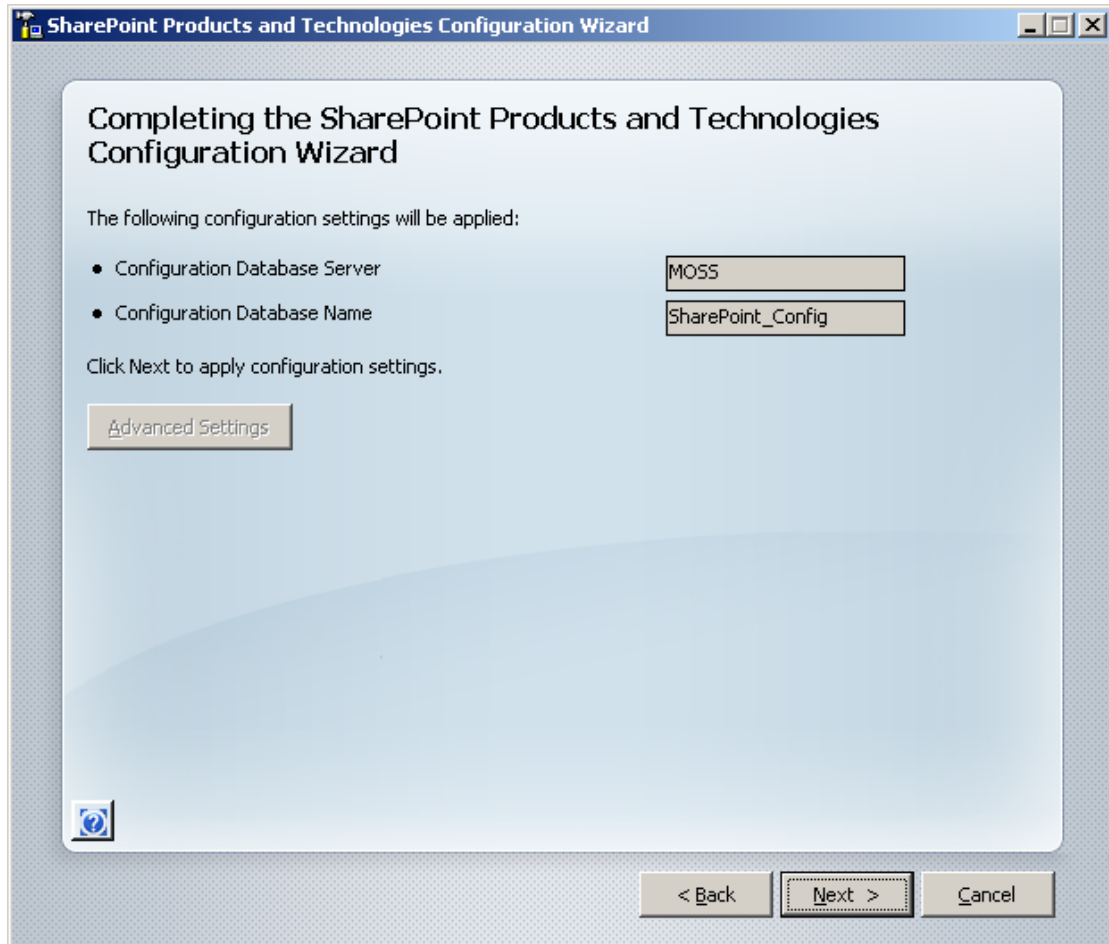 SharePoint Products and Technologies Configuration Wizard
Completing the SharePoint Products and Technologies
Configuration Wizard
The following configuration settings will be applied:
● Configuration Database Server MOSS
● Configuration Database Name SharePoint_Config
Click Next to apply configuration settings.
Advanced Settings
< Back Next > Cancel